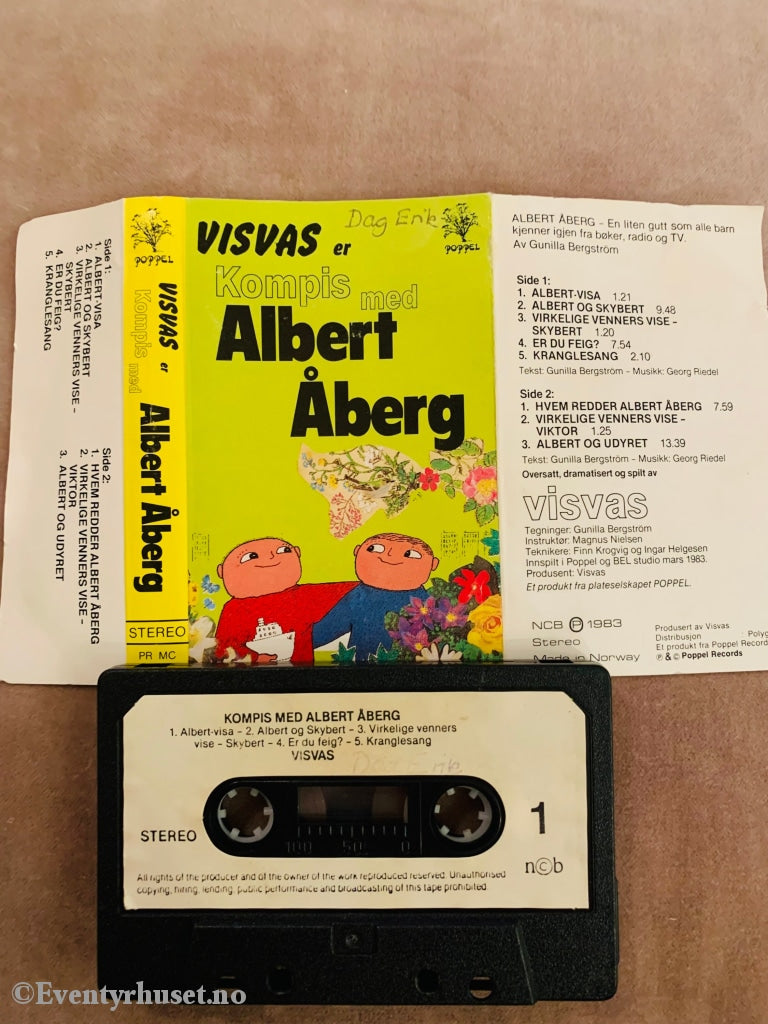 Side 1:
1. ALBERT-VISA
2. ALBERT OG SKYBERT
3. VIRKELIGE VENNERS VISE –
SKYBERT
4. ER DU FEIG?
5. KRANGLESANG
Side 2:
1. HVEM REDDER ALBERT ÅBERG
2. VIRKELIGE VENNERS VISE –
VIKTOR
3. ALBERT OG UDYRET
POPPEL
VISVAS er
Kompis med
Albert Åberg
STEREO
PR MC
Dag Erik
POPPEL
VISVAS er
Kompis med
Albert
Åberg
ALBERT ÅBERG – En liten gutt som alle barn
kjenner igjen fra bøker, radio og TV.
Av Gunilla Bergström
Side 1:
1. ALBERT-VISA 1.21
2. ALBERT OG SKYBERT 9.48
3. VIRKELIGE VENNERS VISE –
SKYBERT 1.20
4. ER DU FEIG? 7.54
5. KRANGLESANG 2.10
Tekst: Gunilla Bergström – Musikk: Georg Riedel
Side 2:
1. HVEM REDDER ALBERT ÅBERG 7.59
2. VIRKELIGE VENNERS VISE –
VIKTOR 1.25
3. ALBERT OG UDYRET 13.39
Tekst: Gunilla Bergström – Musikk: Georg Riedel
Oversatt, dramatisert og spilt av
visvas
Tegninger: Gunilla Bergström
Instruktør: Magnus Nielsen
Teknikere: Finn Krogvig og Ingar Helgesen
Innspilt i Poppel og BEL studio mars 1983.
Produsent: Visvas
Et produkt fra plateselskapet POPPEL.
NCB Ⓟ 1983
Stereo
Made in Norway
Produsert av Visvas
Distribusjon : Polyg
Et produkt fra Poppel Record
℗ & © Poppel Records
KOMPIS MED ALBERT ÅBERG
1. Albert-visa – 2. Albert og Skybert – 3. Virkelige venners
vise – Skybert – 4. Er du feig? – 5. Kranglesang
VISVAS
STEREO
100 50 0
1
n©b
All rights of the producer and of the owner of the work reproduced reserved. Unauthorised
copying, hiring, lending, public performance and broadcasting of this tape prohibited.
©Eventyrhuset.no